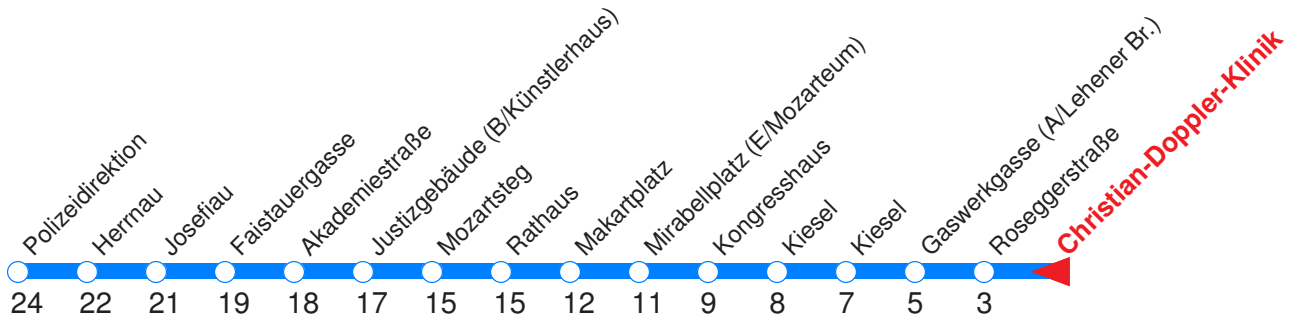 Polizeidirektion
Herrnau
Josefiau
Faistauergasse
Akademiestraße
Justizgebäude (B/Künstlerhaus)
Mozartsteg
Rathaus
Makartplatz
Mirabellplatz (E/Mozarteum)
Kongresshaus
Kiesel
Kiesel
Gaswerkgasse (A/Lehener Br.)
Roseggerstraße
Christian-Doppler-Klinik
24 22 21 19 18 17 15 15 12 11 9 8 7 5 3